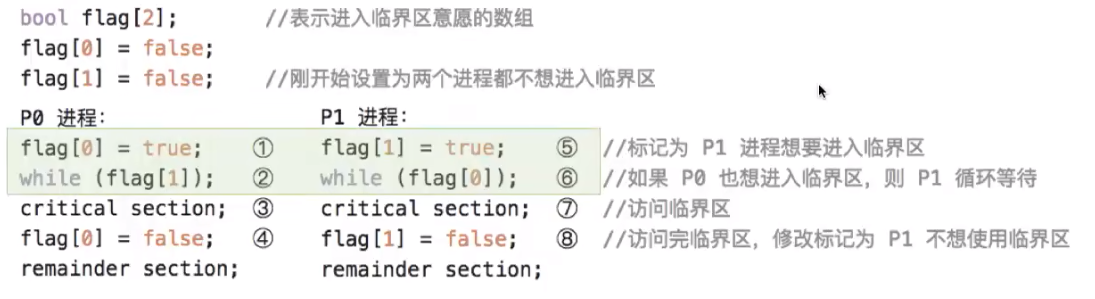 bool flag[2]; //表示进入临界区意愿的数组
flag[0] = false;
flag[1] = false; //刚开始设置为两个进程都不想进入临界区
P0 进程: P1 进程:
flag[0] = true; ① flag[1] = true; ⑤ //标记为 P1 进程想要进入临界区
while (flag[1]); ② while (flag[0]); ⑥ //如果 P0 也想进入临界区，则 P1 循环等待
critical section; ③ critical section; ⑦ //访问临界区
flag[0] = false; ④ flag[1] = false; ⑧ //访问完临界区，修改标记为 P1 不想使用临界区
remainder section; remainder section;